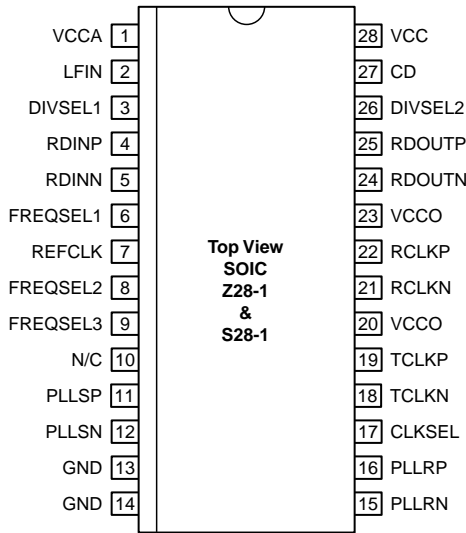 VCCA 1
LFIN 2
DIVSEL1 3
RDINP 4
RDINN 5
FREQSEL1 6
REFCLK 7
FREQSEL2 8
FREQSEL3 9
N/C 10
PLLSP 11
PLLSN 12
GND 13
GND 14
Top View
SOIC
Z28-1
&
S28-1
28 VCC
27 CD
26 DIVSEL2
25 RDOUTP
24 RDOUTN
23 VCCO
22 RCLKP
21 RCLKN
20 VCCO
19 TCLKP
18 TCLKN
17 CLKSEL
16 PLLRP
15 PLLRN